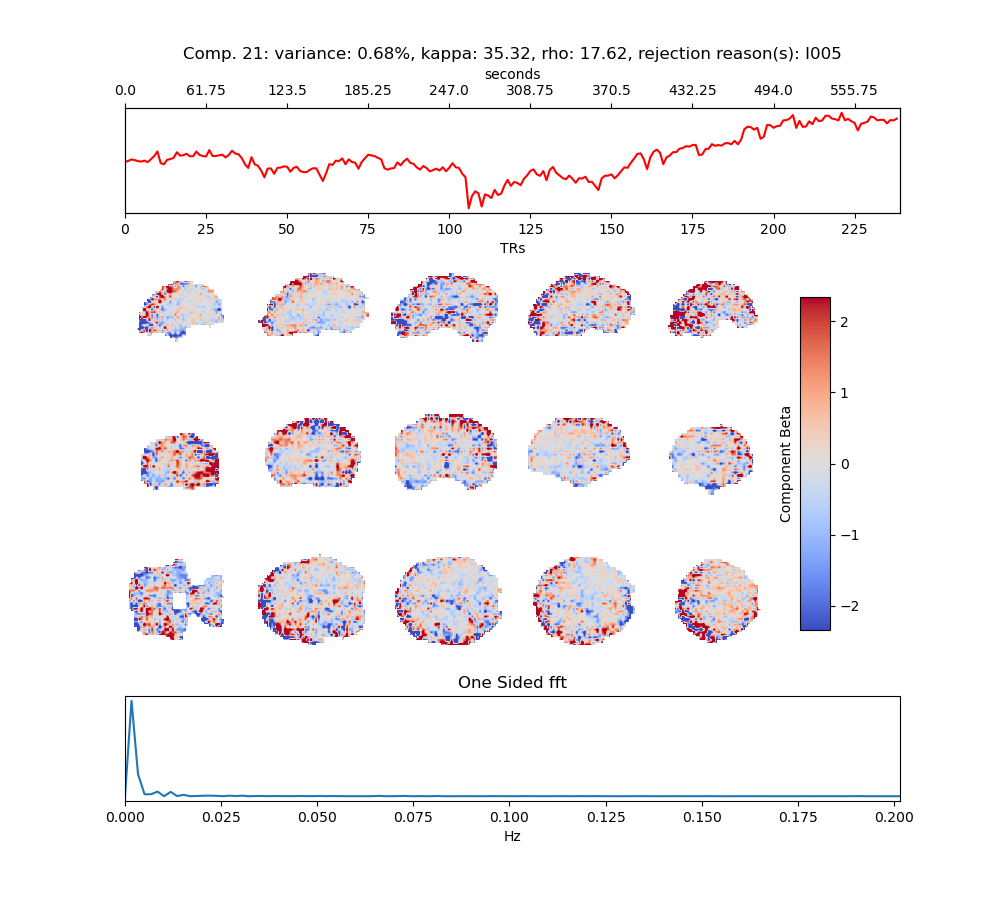 Comp. 21: variance: 0.68%, kappa: 35.32, rho: 17.62, rejection reason(s): I005
seconds
0.0 61.75 123.5 185.25 247.0 308.75 370.5 432.25 494.0 555.75
0 25 50 75 100 125 150 175 200 225
TRs
2
1
0
−1
−2
Component Beta
One Sided fft
0.000 0.025 0.050 0.075 0.100 0.125 0.150 0.175 0.200
Hz